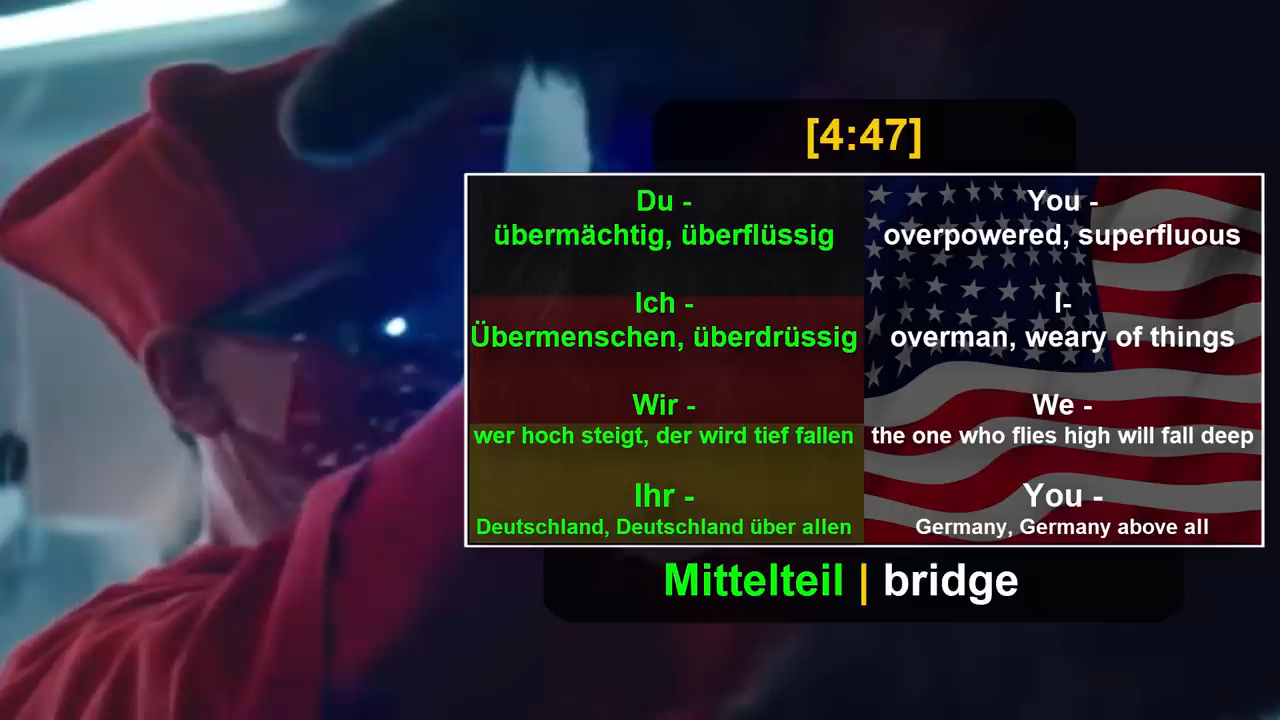 [4:47]
Du -
übermächtig, überflüssig
Ich -
Übermenschen, überdrüssig
Wir -
wer hoch steigt, der wird tief fallen
Ihr -
Deutschland, Deutschland über allen
You -
overpowered, superfluous
I-
overman, weary of things
We -
the one who flies high will fall deep
You -
Germany, Germany above all
Mittelteil | bridge